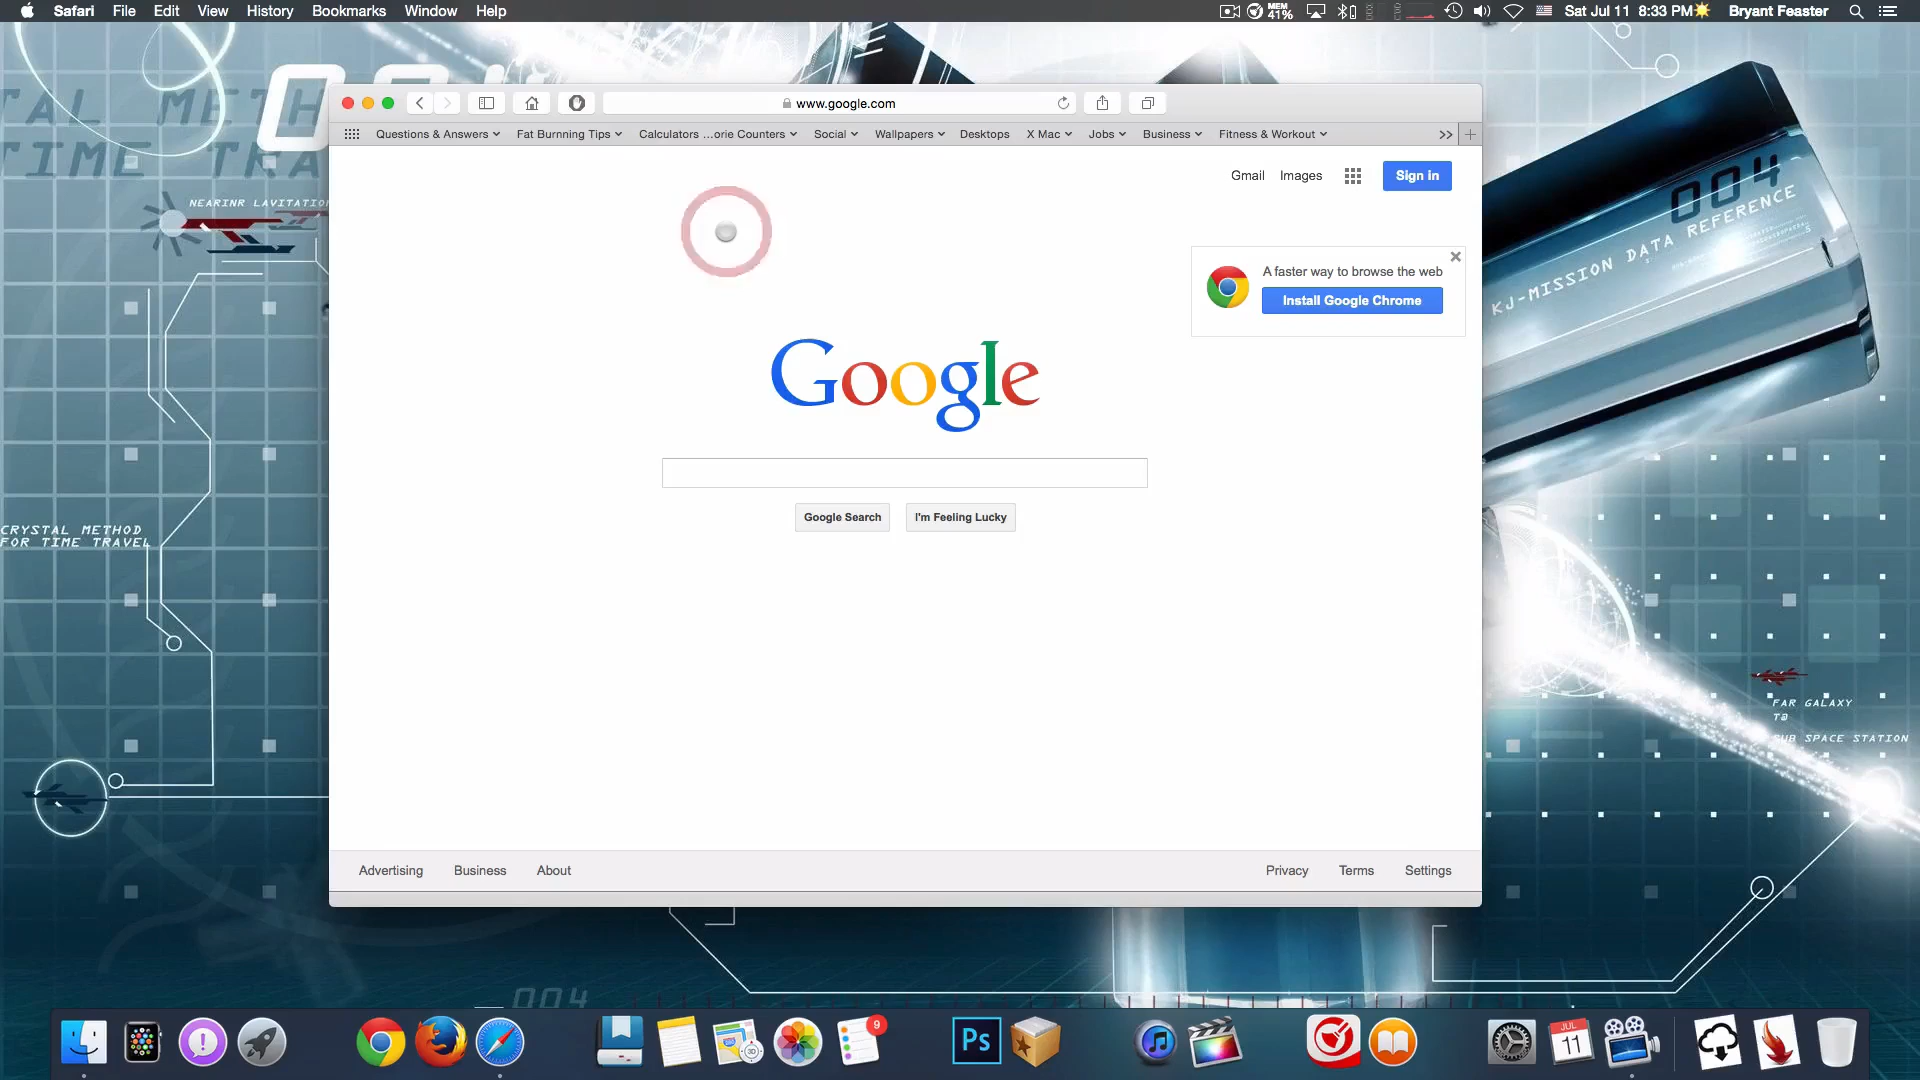 Safari File Edit View History Bookmarks Window Help
MEM 41% Sat Jul 11 8:33 PM Bryant Feaster
www.google.com
Questions & Answers Fat Burnning Tips Calculators ...orie Counters Social Wallpapers Desktops X Mac Jobs Business Fitness & Workout >>
Gmail Images Sign in
NEARINR LAVITATION
004
KJ-MISSION DATA REFERENCE
A faster way to browse the web
Install Google Chrome
Google
Google Search I'm Feeling Lucky
CRYSTAL METHOD
FOR TIME TRAVEL
FAR GALAXY
T@
SUB SPACE STATION
Advertising Business About Privacy Terms Settings
004
9
Ps
3D
JUL
11